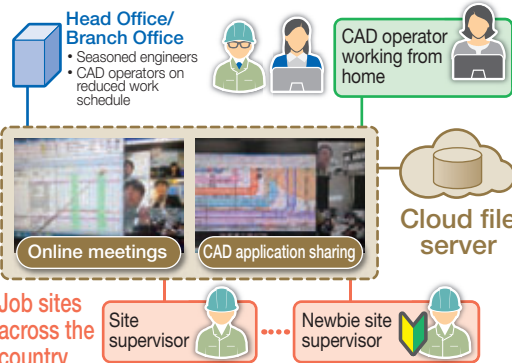 Head Office/
Branch Office
• Seasoned engineers
• CAD operators on
reduced work
schedule
CAD operator
working from
home
Online meetings
CAD application sharing
Cloud file
server
Job sites
across the
country
Site
supervisor
Newbie site
supervisor